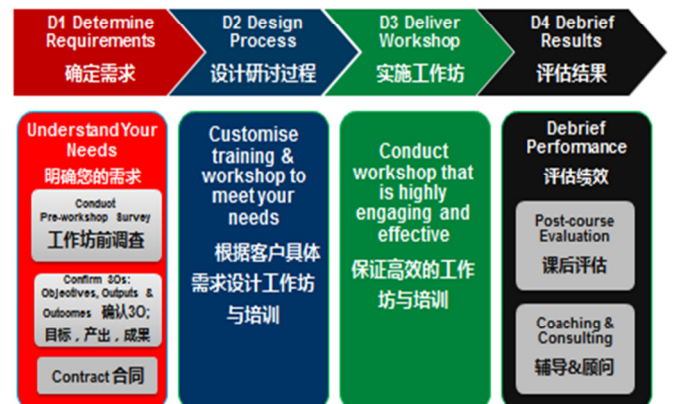 D1 Determine
Requirements
确定需求
D2 Design
Process
设计研讨过程
D3 Deliver
Workshop
实施工作坊
D4 Debrief
Results
评估结果
Understand Your
Needs
明确您的需求
Conduct
Pre-workshop Survey
工作坊前调查
Confirm 3Os:
Objectives, Outputs &
Outcomes 确认3O;
目标，产出，成果
Contract 合同
Customise
training &
workshop to
meet your
needs
根据客户具体
需求设计工作坊
与培训
Conduct
workshop that
is highly
engaging and
effective
保证高效的工作
坊与培训
Debrief
Performance
评估绩效
Post-course
Evaluation
课后评估
Coaching &
Consulting
辅导&顾问